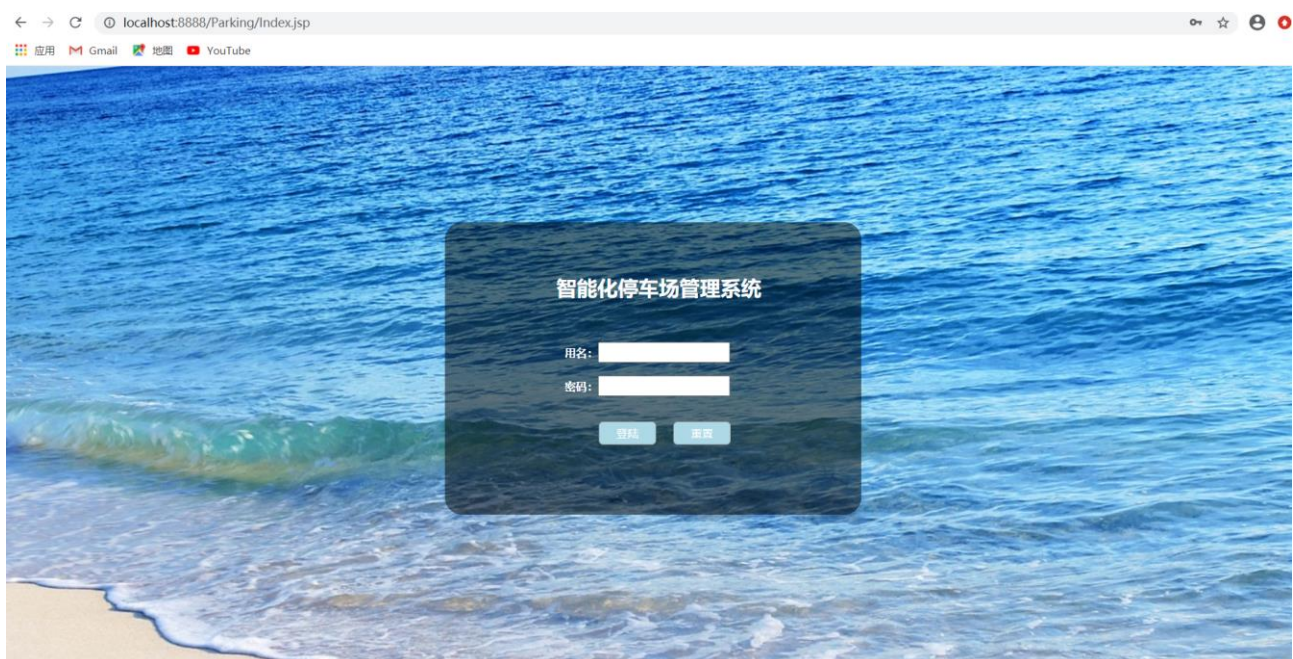 localhost:8888/Parking/Index.jsp
应用 Gmail 地图 YouTube
智能化停车场管理系统
用名：
密码：
登陆 重置